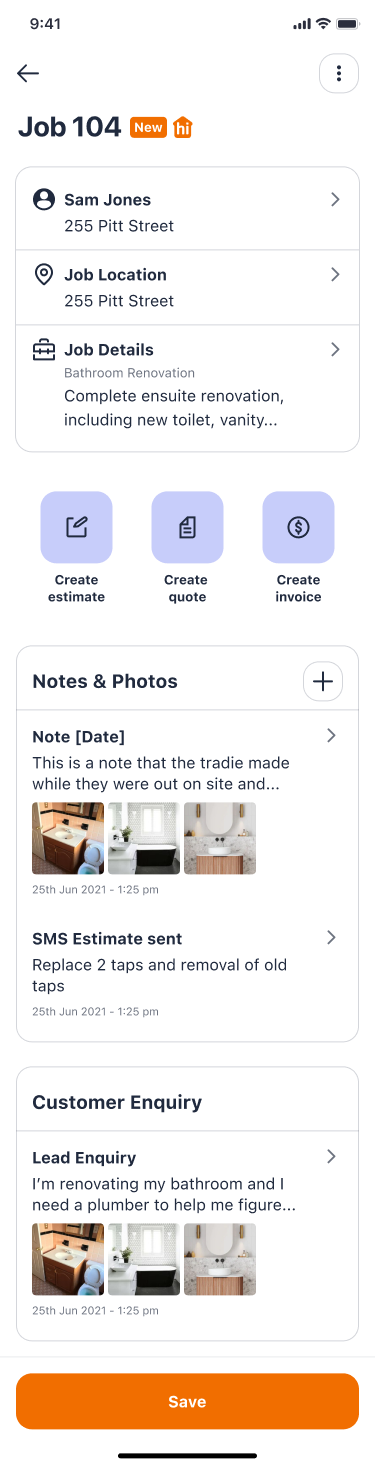 9:41
Job 104 New hi
Sam Jones
255 Pitt Street
Job Location
255 Pitt Street
Job Details
Bathroom Renovation
Complete ensuite renovation,
including new toilet, vanity...
Create
estimate
Create
quote
Create
invoice
Notes & Photos
Note [Date]
This is a note that the tradie made
while they were out on site and...
25th Jun 2021 - 1:25 pm
SMS Estimate sent
Replace 2 taps and removal of old
taps
25th Jun 2021 - 1:25 pm
Customer Enquiry
Lead Enquiry
I’m renovating my bathroom and I
need a plumber to help me figure...
25th Jun 2021 - 1:25 pm
Save